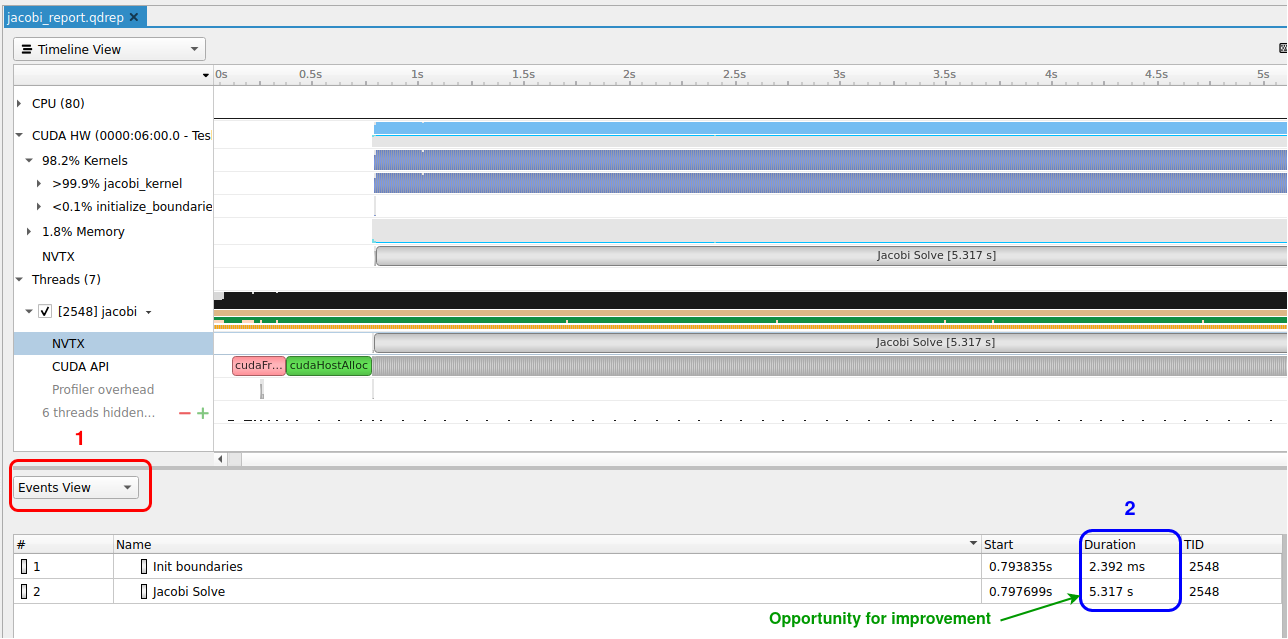 jacobi_report.qdrep ×
Timeline View
0s 0.5s 1s 1.5s 2s 2.5s 3s 3.5s 4s 4.5s 5s
CPU (80)
CUDA HW (0000:06:00.0 - Tes
98.2% Kernels
>99.9% jacobi_kernel
<0.1% initialize_boundarie
1.8% Memory
NVTX
Jacobi Solve [5.317 s]
Threads (7)
[2548] jacobi
NVTX
Jacobi Solve [5.317 s]
CUDA API
cudaFr... cudaHostAlloc
Profiler overhead
6 threads hidden...
1
Events View
2
# Name Start Duration TID
1 Init boundaries 0.793835s 2.392 ms 2548
2 Jacobi Solve 0.797699s 5.317 s 2548
Opportunity for improvement